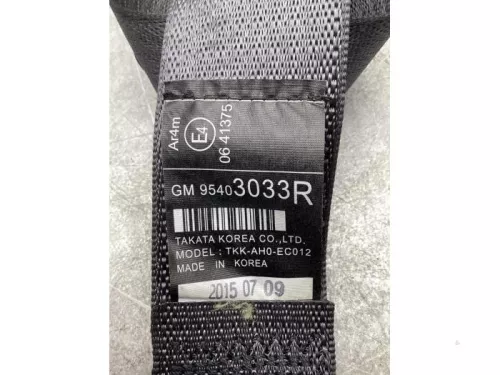 Ar4m
E4
06 41375
GM 95403033R
TAKATA KOREA CO.,LTD.
MODEL : TKK-AH0-EC012
MADE IN KOREA
2015 07 09